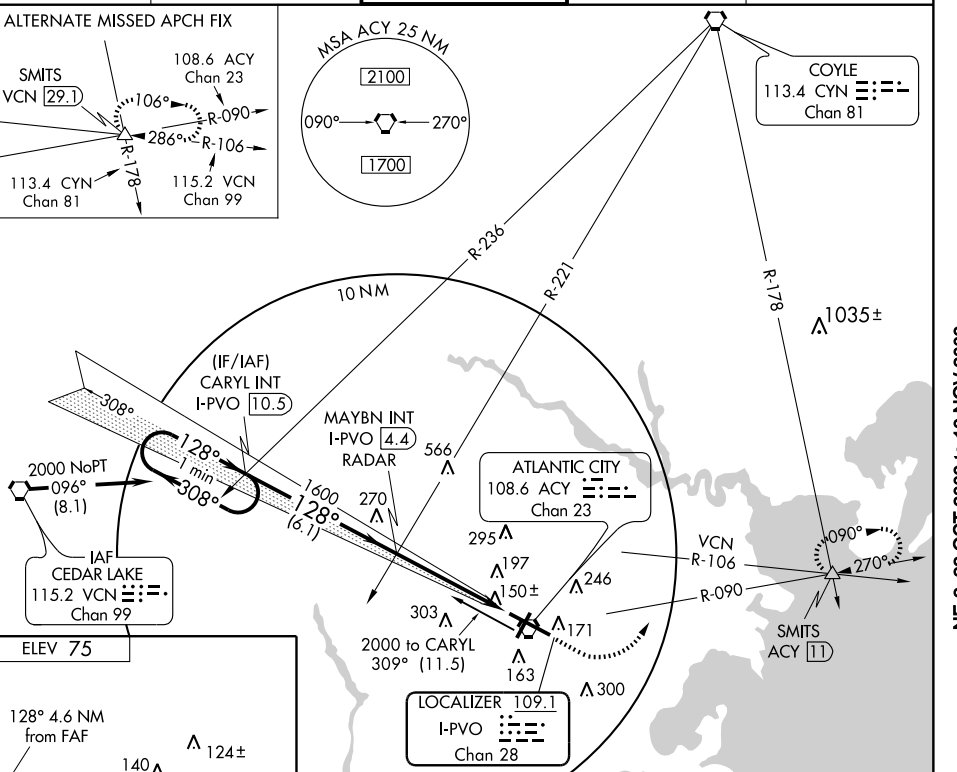 ALTERNATE MISSED APCH FIX
SMITS
VCN 29.1
108.6 ACY
Chan 23
106°
R-090
286°
R-106
R-178
113.4 CYN
Chan 81
115.2 VCN
Chan 99
MSA ACY 25 NM
2100
090°
270°
1700
COYLE
113.4 CYN
Chan 81
R-236
R-221
R-178
10 NM
1035±
(IF/IAF)
CARYL INT
I-PVO 10.5
MAYBN INT
I-PVO 4.4
RADAR
308°
128°
1 min
308°
2000 NoPT
096°
(8.1)
1600
128°
(6.1)
270
566
ATLANTIC CITY
108.6 ACY
Chan 23
295
197
150±
246
VCN
R-106
R-090
090°
270°
IAF
CEDAR LAKE
115.2 VCN
Chan 99
303
2000 to CARYL
309° (11.5)
171
163
300
SMITS
ACY 11
LOCALIZER 109.1
I-PVO
Chan 28
ELEV 75
128° 4.6 NM
from FAF
124±
140